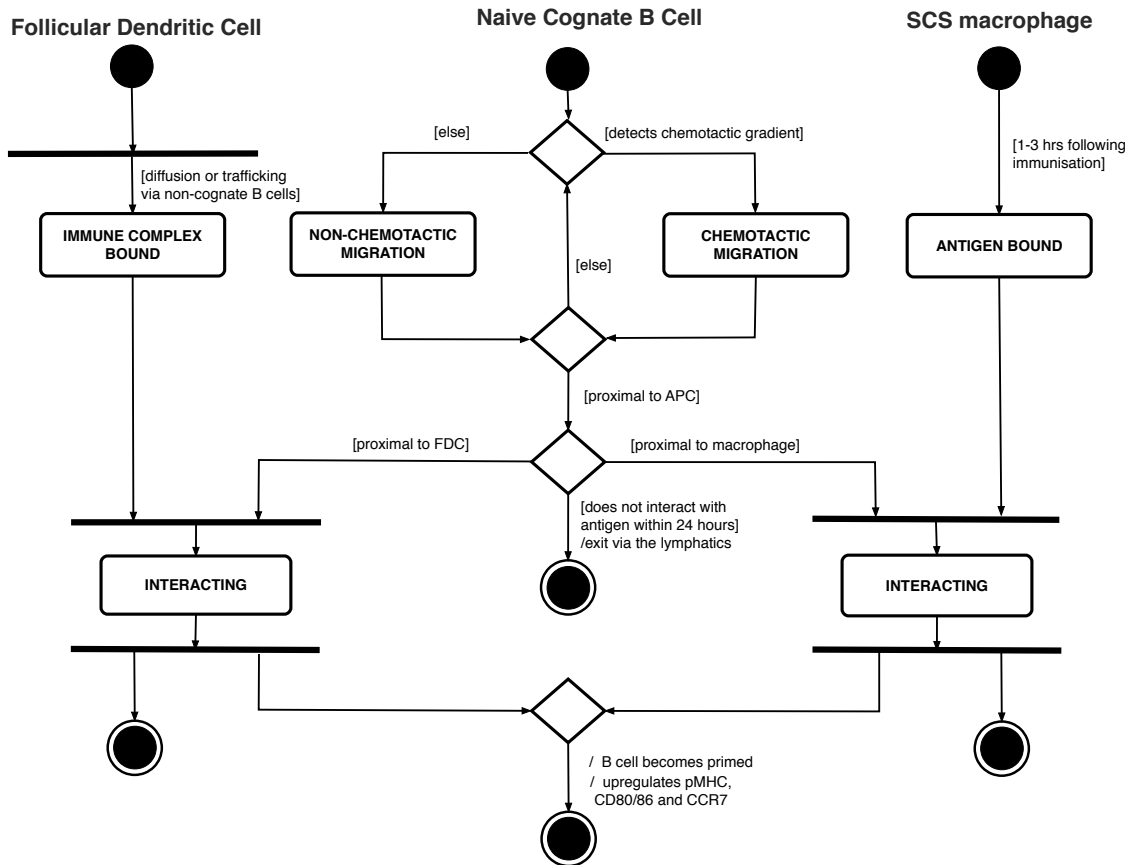 Follicular Dendritic Cell
Naive Cognate B Cell
SCS macrophage
[else]
[detects chemotactic gradient]
[1-3 hrs following
immunisation]
[diffusion or trafficking
via non-cognate B cells]
IMMUNE COMPLEX
BOUND
NON-CHEMOTACTIC
MIGRATION
CHEMOTACTIC
MIGRATION
ANTIGEN BOUND
[else]
[proximal to APC]
[proximal to FDC]
[proximal to macrophage]
[does not interact with
antigen within 24 hours]
/exit via the lymphatics
INTERACTING
INTERACTING
/ B cell becomes primed
/ upregulates pMHC,
CD80/86 and CCR7